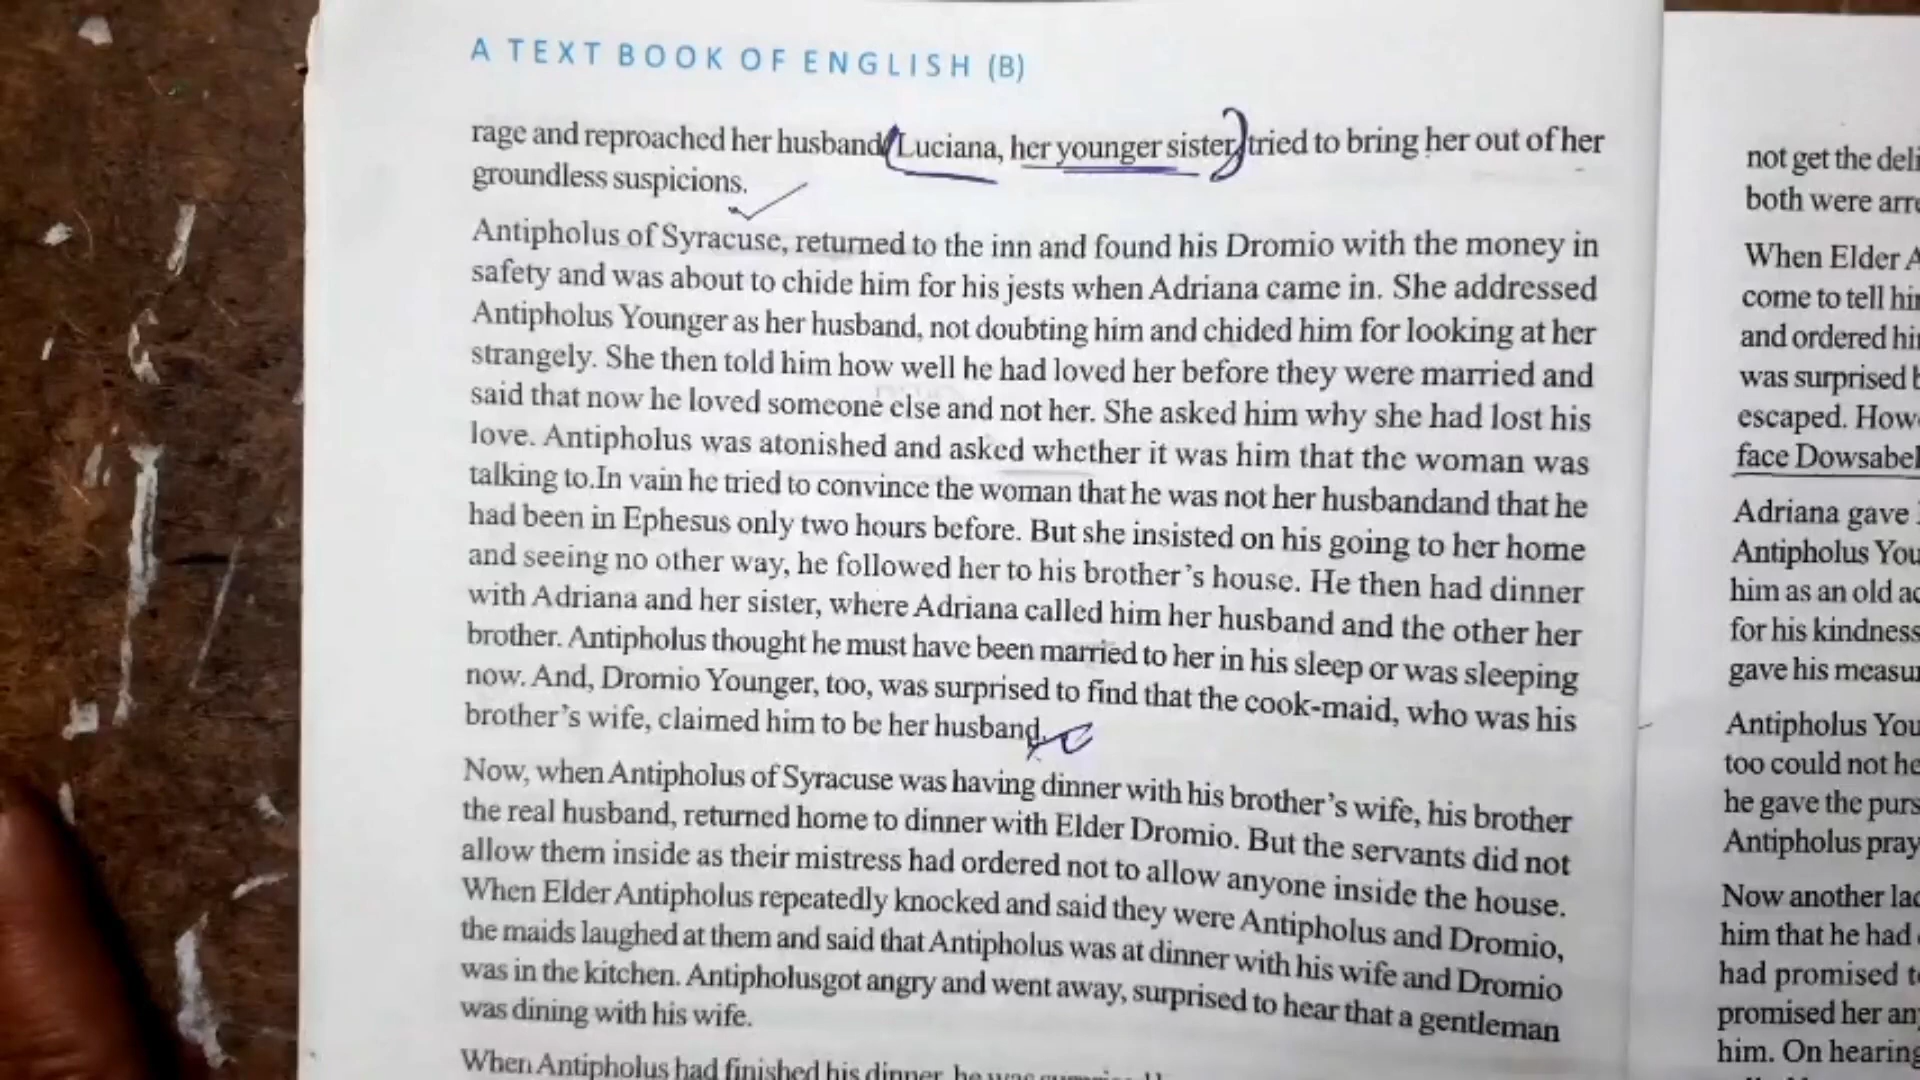 A TEXT BOOK OF ENGLISH (B)
rage and reproached her husband Luciana, her younger sister, tried to bring her out of her
groundless suspicions.
Antipholus of Syracuse, returned to the inn and found his Dromio with the money in
safety and was about to chide him for his jests when Adriana came in. She addressed
Antipholus Younger as her husband, not doubting him and chided him for looking at her
strangely. She then told him how well he had loved her before they were married and
said that now he loved someone else and not her. She asked him why she had lost his
love. Antipholus was atonished and asked whether it was him that the woman was
talking to.In vain he tried to convince the woman that he was not her husbandand that he
had been in Ephesus only two hours before. But she insisted on his going to her home
and seeing no other way, he followed her to his brother's house. He then had dinner
with Adriana and her sister, where Adriana called him her husband and the other her
brother. Antipholus thought he must have been married to her in his sleep or was sleeping
now. And, Dromio Younger, too, was surprised to find that the cook-maid, who was his
brother's wife, claimed him to be her husband.
Now, when Antipholus of Syracuse was having dinner with his brother's wife, his brother
the real husband, returned home to dinner with Elder Dromio. But the servants did not
allow them inside as their mistress had ordered not to allow anyone inside the house.
When Elder Antipholus repeatedly knocked and said they were Antipholus and Dromio,
the maids laughed at them and said that Antipholus was at dinner with his wife and Dromio
was in the kitchen. Antipholusgot angry and went away, surprised to hear that a gentleman
was dining with his wife.
When Antipholus had finished his dinner, he was
not get the
both were
When Elder
come to tell
and ordered
was surprised
escaped.
face Dowsabel
Adriana gave
Antipholus
him as an old
for his kindness
gave his
Antipholus
too could not
he gave the
Antipholus
Now another
him that he had
had promised
promised her
him. On hearing